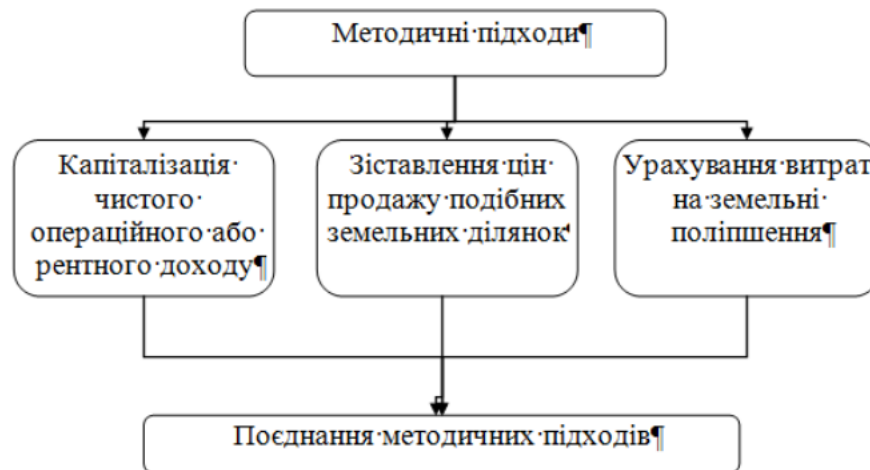 Методичні·підходи¶
Капіталізація·
чистого·
операційного·або·
рентного·доходу¶
Зіставлення·цін·
продажу·подібних·
земельних·ділянок¶
Урахування·витрат·
на·земельні·
поліпшення¶
Поєднання·методичних·підходів¶